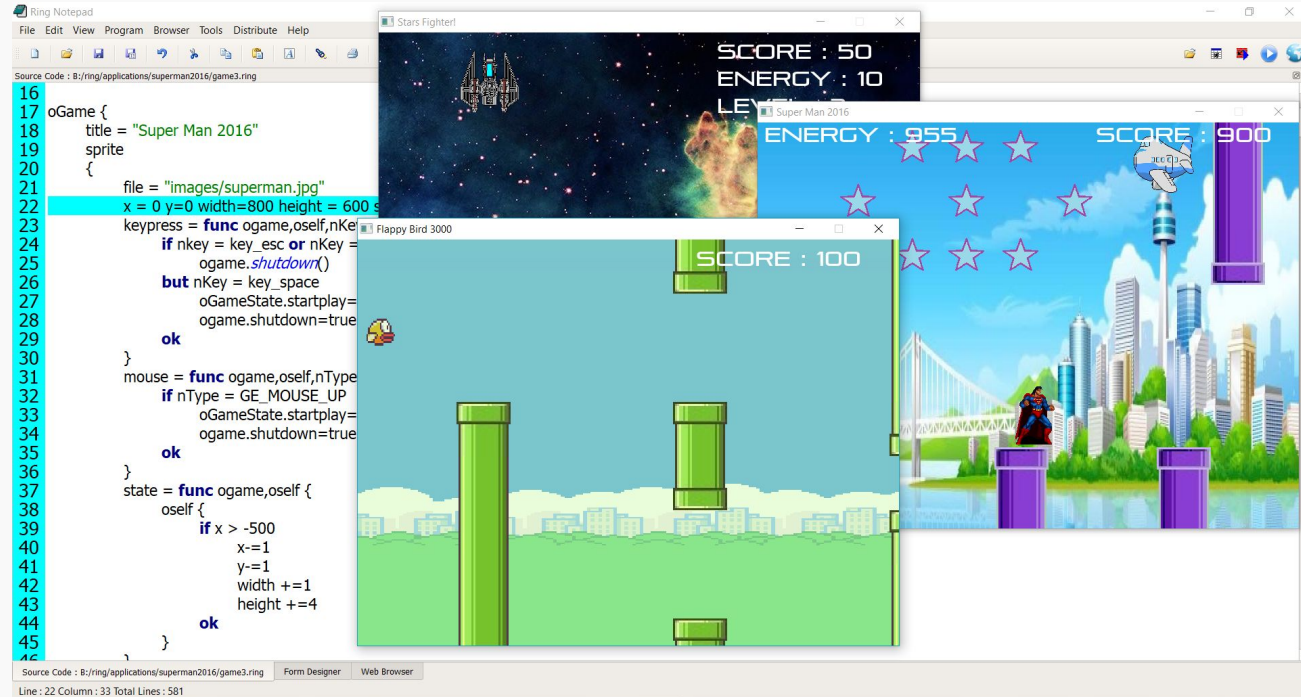 Ring Notepad
File Edit View Program Browser Tools Distribute Help
Source Code : B:/ring/applications/superman2016/game3.ring
16
17 oGame {
18 title = "Super Man 2016"
19 sprite
20 {
21 file = "images/superman.jpg"
22 x = 0 y=0 width=800 height = 600
23 keypress = func ogame,oself,nKe
24 if nkey = key_esc or nKey =
25 ogame.shutdown()
26 but nKey = key_space
27 oGameState.startplay=
28 ogame.shutdown=true
29 ok
30 }
31 mouse = func ogame,oself,nType
32 if nType = GE_MOUSE_UP
33 oGameState.startplay=
34 ogame.shutdown=true
35 ok
36 }
37 state = func ogame,oself {
38 oself {
39 if x > -500
40 x-=1
41 y-=1
42 width +=1
43 height +=4
44 ok
45 }
Stars Fighter!
SCORE : 50
ENERGY : 10
Super Man 2016
ENERGY : 955 SCORE : 900
Flappy Bird 3000
SCORE : 100
Source Code : B:/ring/applications/superman2016/game3.ring Form Designer Web Browser
Line : 22 Column : 33 Total Lines : 581